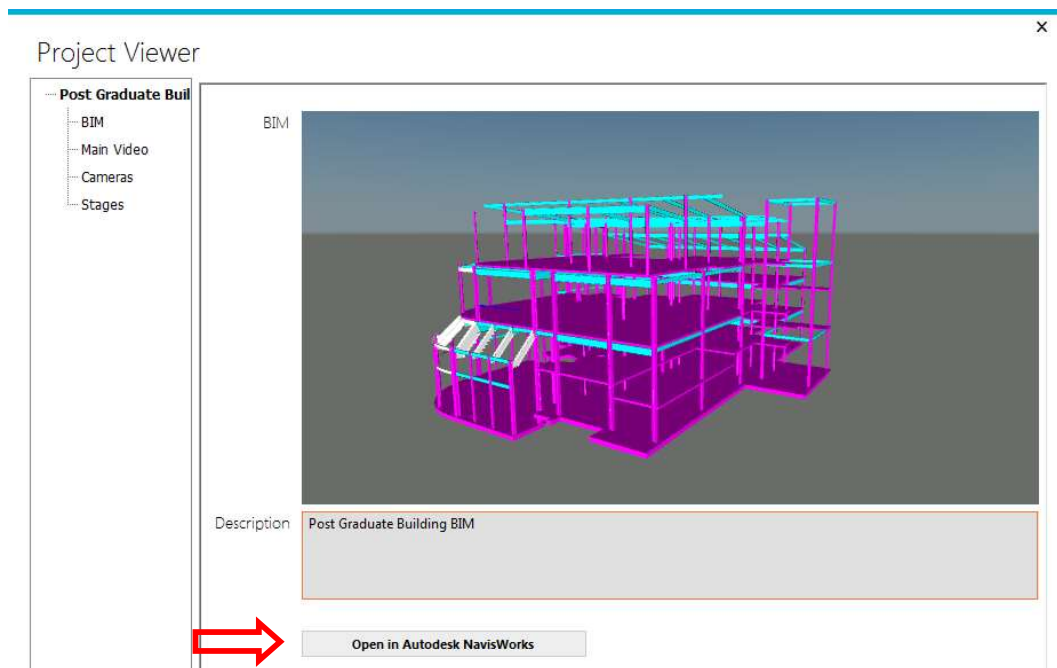 Project Viewer
Post Graduate Buil
BIM
Main Video
Cameras
Stages
BIM
Description
Post Graduate Building BIM
Open in Autodesk NavisWorks